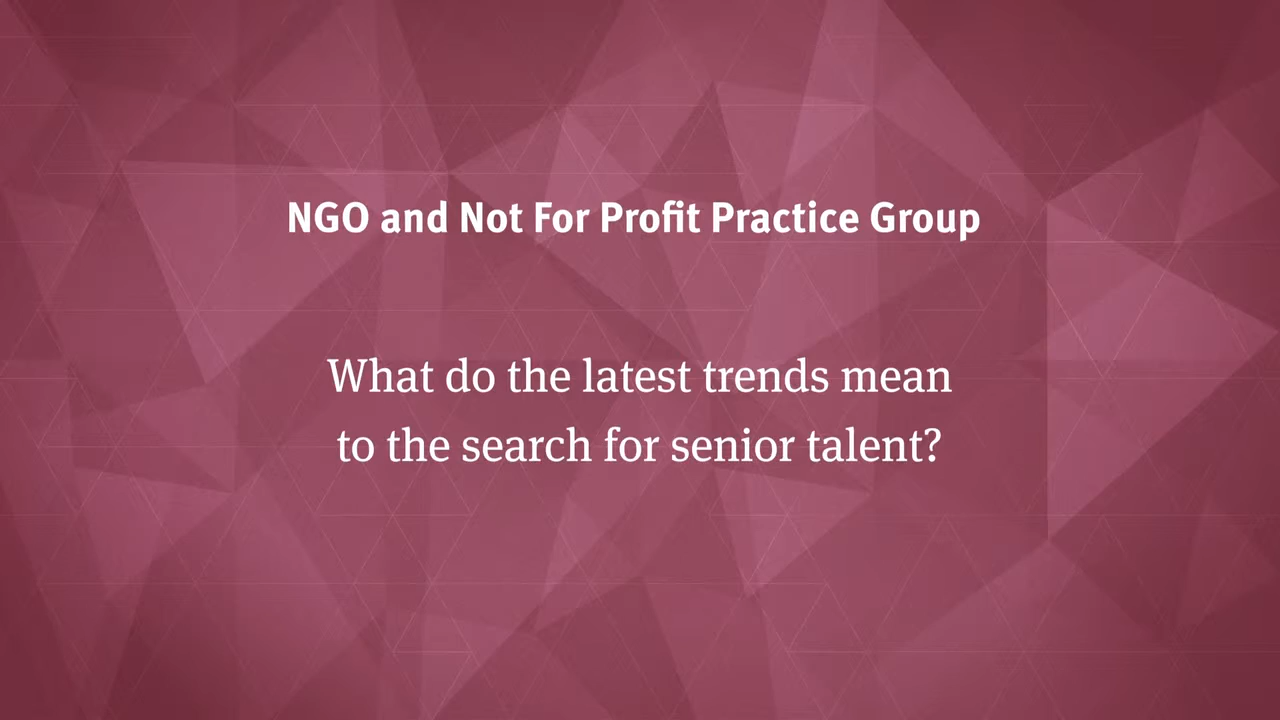 NGO and Not For Profit Practice Group
What do the latest trends mean
to the search for senior talent?